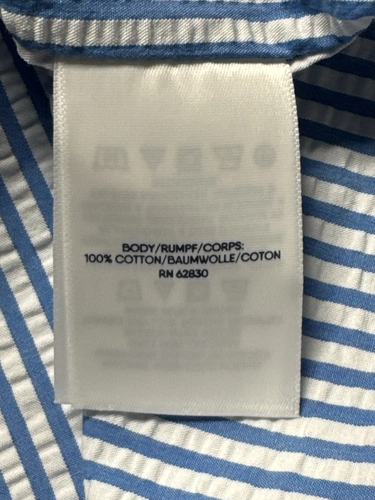 BODY/RUMPF/CORPS:
100% COTTON/BAUMWOLLE/COTON
RN 62830